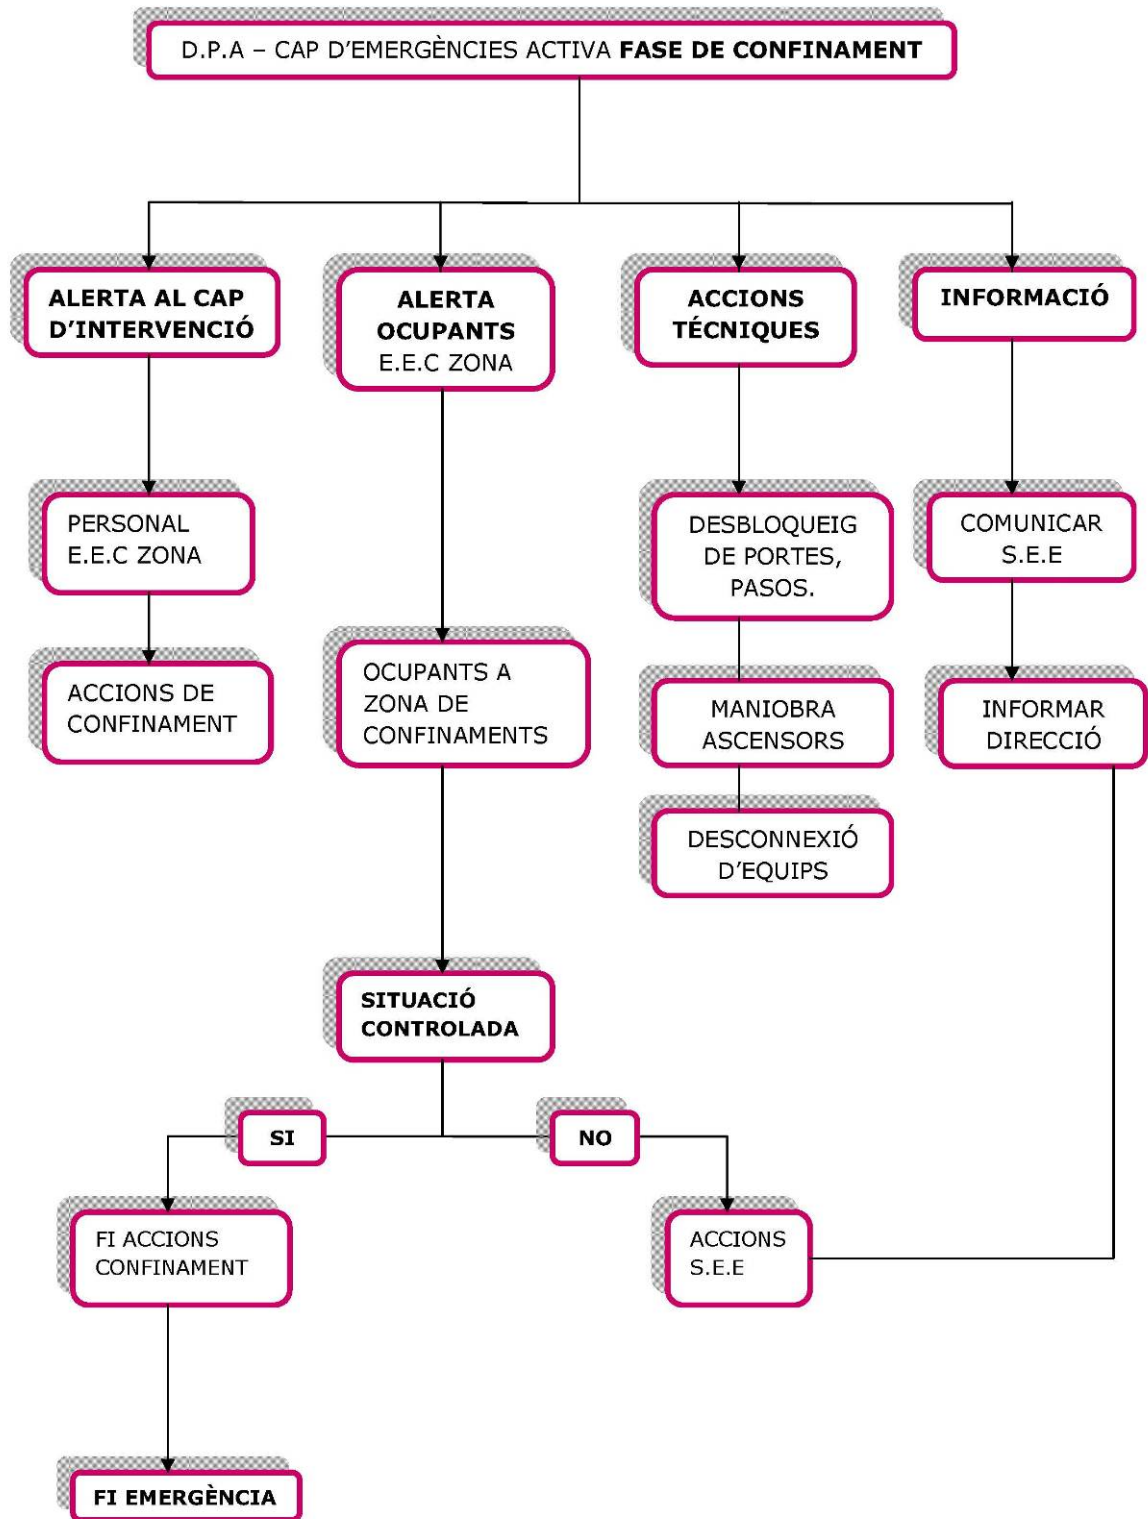 D.P.A – CAP D'EMERGÈNCIES ACTIVA FASE DE CONFINAMENT
ALERTA AL CAP
D'INTERVENCIÓ
ALERTA
OCUPANTS
E.E.C ZONA
ACCIONS
TÉCNIQUES
INFORMACIÓ
PERSONAL
E.E.C ZONA
DESBLOQUEIG
DE PORTES,
PASOS.
COMUNICAR
S.E.E
ACCIONS DE
CONFINAMENT
OCUPANTS A
ZONA DE
CONFINAMENTS
MANIOBRA
ASCENSORS
INFORMAR
DIRECCIÓ
DESCONNEXIÓ
D'EQUIPS
SITUACIÓ
CONTROLADA
SI
NO
FI ACCIONS
CONFINAMENT
ACCIONS
S.E.E
FI EMERGÈNCIA